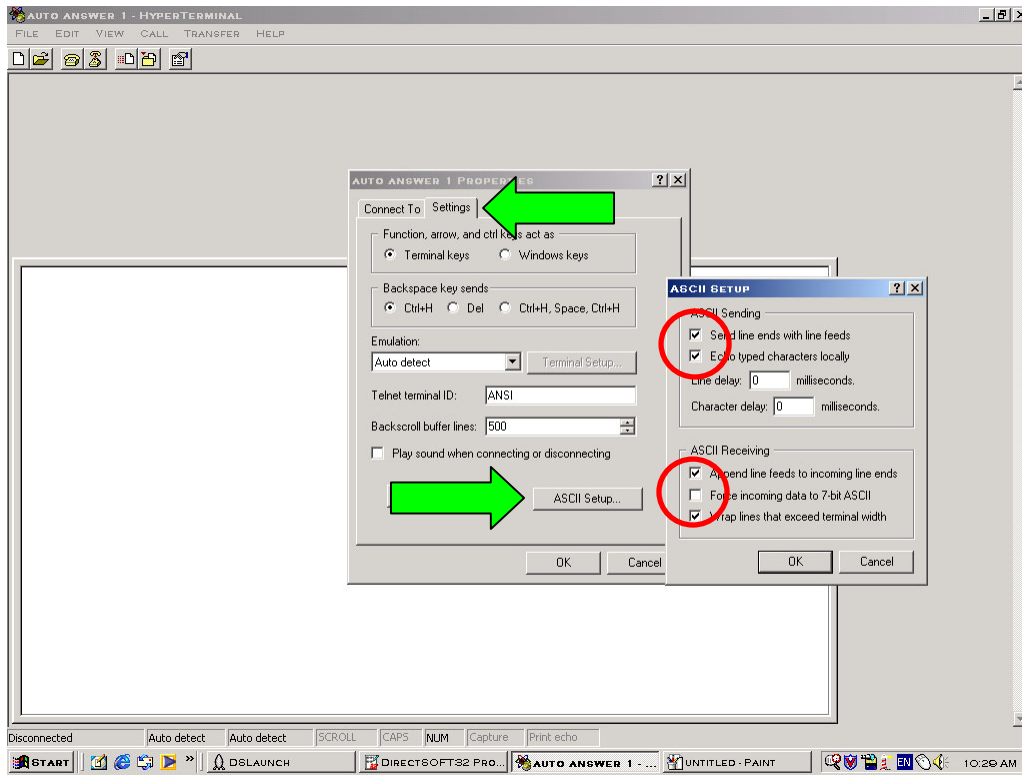 AUTO ANSWER 1 - HYPERTERMINAL
FILE EDIT VIEW CALL TRANSFER HELP
AUTO ANSWER 1 PROPERTIES
Connect To Settings
Function, arrow, and ctrl keys act as
Terminal keys Windows keys
Backspace key sends
Ctrl+H Del Ctrl+H, Space, Ctrl+H
Emulation:
Auto detect Terminal Setup...
Telnet terminal ID: ANSI
Backscroll buffer lines: 500
Play sound when connecting or disconnecting
ASCII Setup...
OK Cancel
ASCII SETUP
ASCII Sending
Send line ends with line feeds
Echo typed characters locally
Line delay: 0 milliseconds.
Character delay: 0 milliseconds.
ASCII Receiving
Append line feeds to incoming line ends
Force incoming data to 7-bit ASCII
Wrap lines that exceed terminal width
OK Cancel
Disconnected Auto detect Auto detect SCROLL CAPS NUM Capture Print echo
START » DSLAUNCH DIRECTSOFT32 PRO... AUTO ANSWER 1 - ... UNTITLED - PAINT EN 10:29 AM